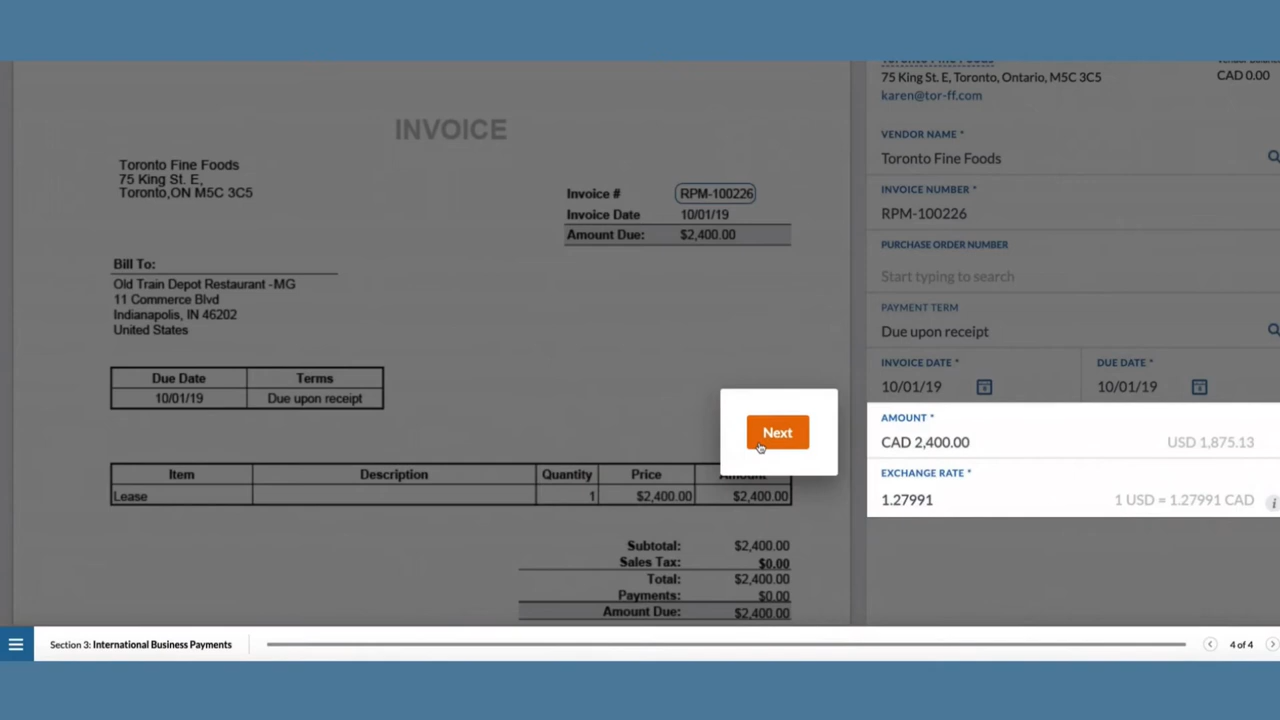 INVOICE
Toronto Fine Foods
75 King St. E,
Toronto,ON M5C 3C5
Invoice # RPM-100226
Invoice Date 10/01/19
Amount Due: $2,400.00
Bill To:
Old Train Depot Restaurant -MG
11 Commerce Blvd
Indianapolis, IN 46202
United States
Due Date Terms
10/01/19 Due upon receipt
Item Description Quantity Price Amount
Lease 1 $2,400.00 $2,400.00
Subtotal: $2,400.00
Sales Tax: $0.00
Total: $2,400.00
Payments: $0.00
Amount Due: $2,400.00
Next
75 King St. E, Toronto, Ontario, M5C 3C5
CAD 0.00
karen@tor-ff.com
VENDOR NAME *
Toronto Fine Foods
INVOICE NUMBER *
RPM-100226
PURCHASE ORDER NUMBER
Start typing to search
PAYMENT TERM
Due upon receipt
INVOICE DATE * DUE DATE *
10/01/19 10/01/19
AMOUNT *
CAD 2,400.00 USD 1,875.13
EXCHANGE RATE *
1.27991 1 USD = 1.27991 CAD i
Section 3: International Business Payments 4 of 4